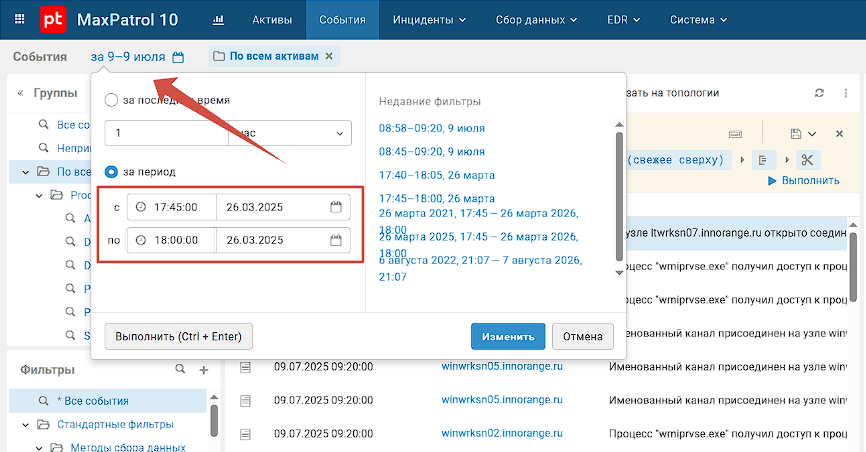 pt MaxPatrol 10 Активы События Инциденты Сбор данных EDR Система
События за 9–9 июля По всем активам
« Группы
Все соб
Неприв
По все
Proc
A
D
D
P
P
S
за последнее время
1 час
за период
с 17:45:00 26.03.2025
по 18:00:00 26.03.2025
Недавние фильтры
08:58–09:20, 9 июля
08:45–09:20, 9 июля
17:40–18:05, 26 марта
17:45–18:00, 26 марта
26 марта 2021, 17:45 — 26 марта 2026,
18:00
26 марта 2025, 17:45 — 26 марта 2026,
18:00
6 августа 2022, 21:07 — 7 августа 2026,
21:07
Выполнить (Ctrl + Enter) Изменить Отмена
зать на топологии
(свежее сверху)
Выполнить
узле itwrksn07.innorange.ru открыто соедин
Процесс "wmiprvse.exe" получил доступ к проц
Процесс "wmiprvse.exe" получил доступ к проц
Именованный канал присоединен на узле winw
Фильтры
* Все события
Стандартные фильтры
Методы сбора данных
09.07.2025 09:20:00 winwrksn05.innorange.ru Именованный канал присоединен на узле winw
09.07.2025 09:20:00 winwrksn05.innorange.ru Именованный канал присоединен на узле winw
09.07.2025 09:20:00 winwrksn02.innorange.ru Процесс "wmiprvse.exe" получил доступ к проц